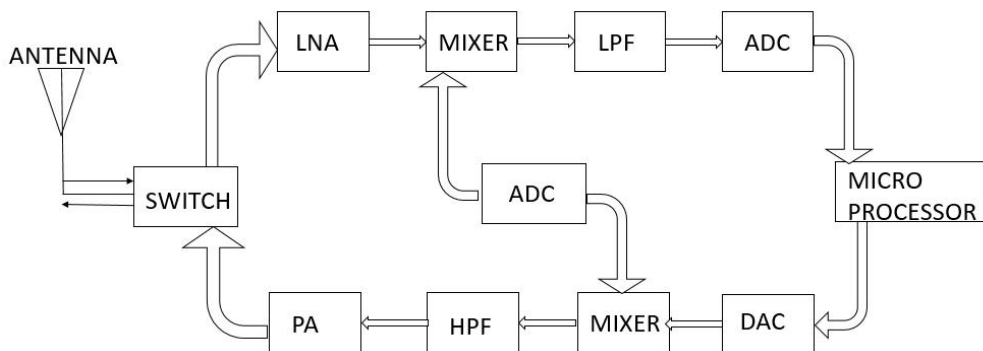 LNA
MIXER
LPF
ADC
ANTENNA
SWITCH
ADC
MICRO
PROCESSOR
PA
HPF
MIXER
DAC